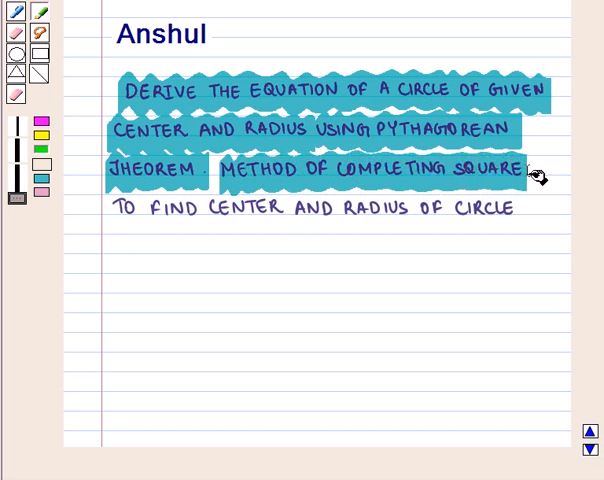 Anshul
DERIVE THE EQUATION OF A CIRCLE OF GIVEN
CENTER AND RADIUS USING PYTHAGOREAN
THEOREM. METHOD OF COMPLETING SQUARE
TO FIND CENTER AND RADIUS OF CIRCLE